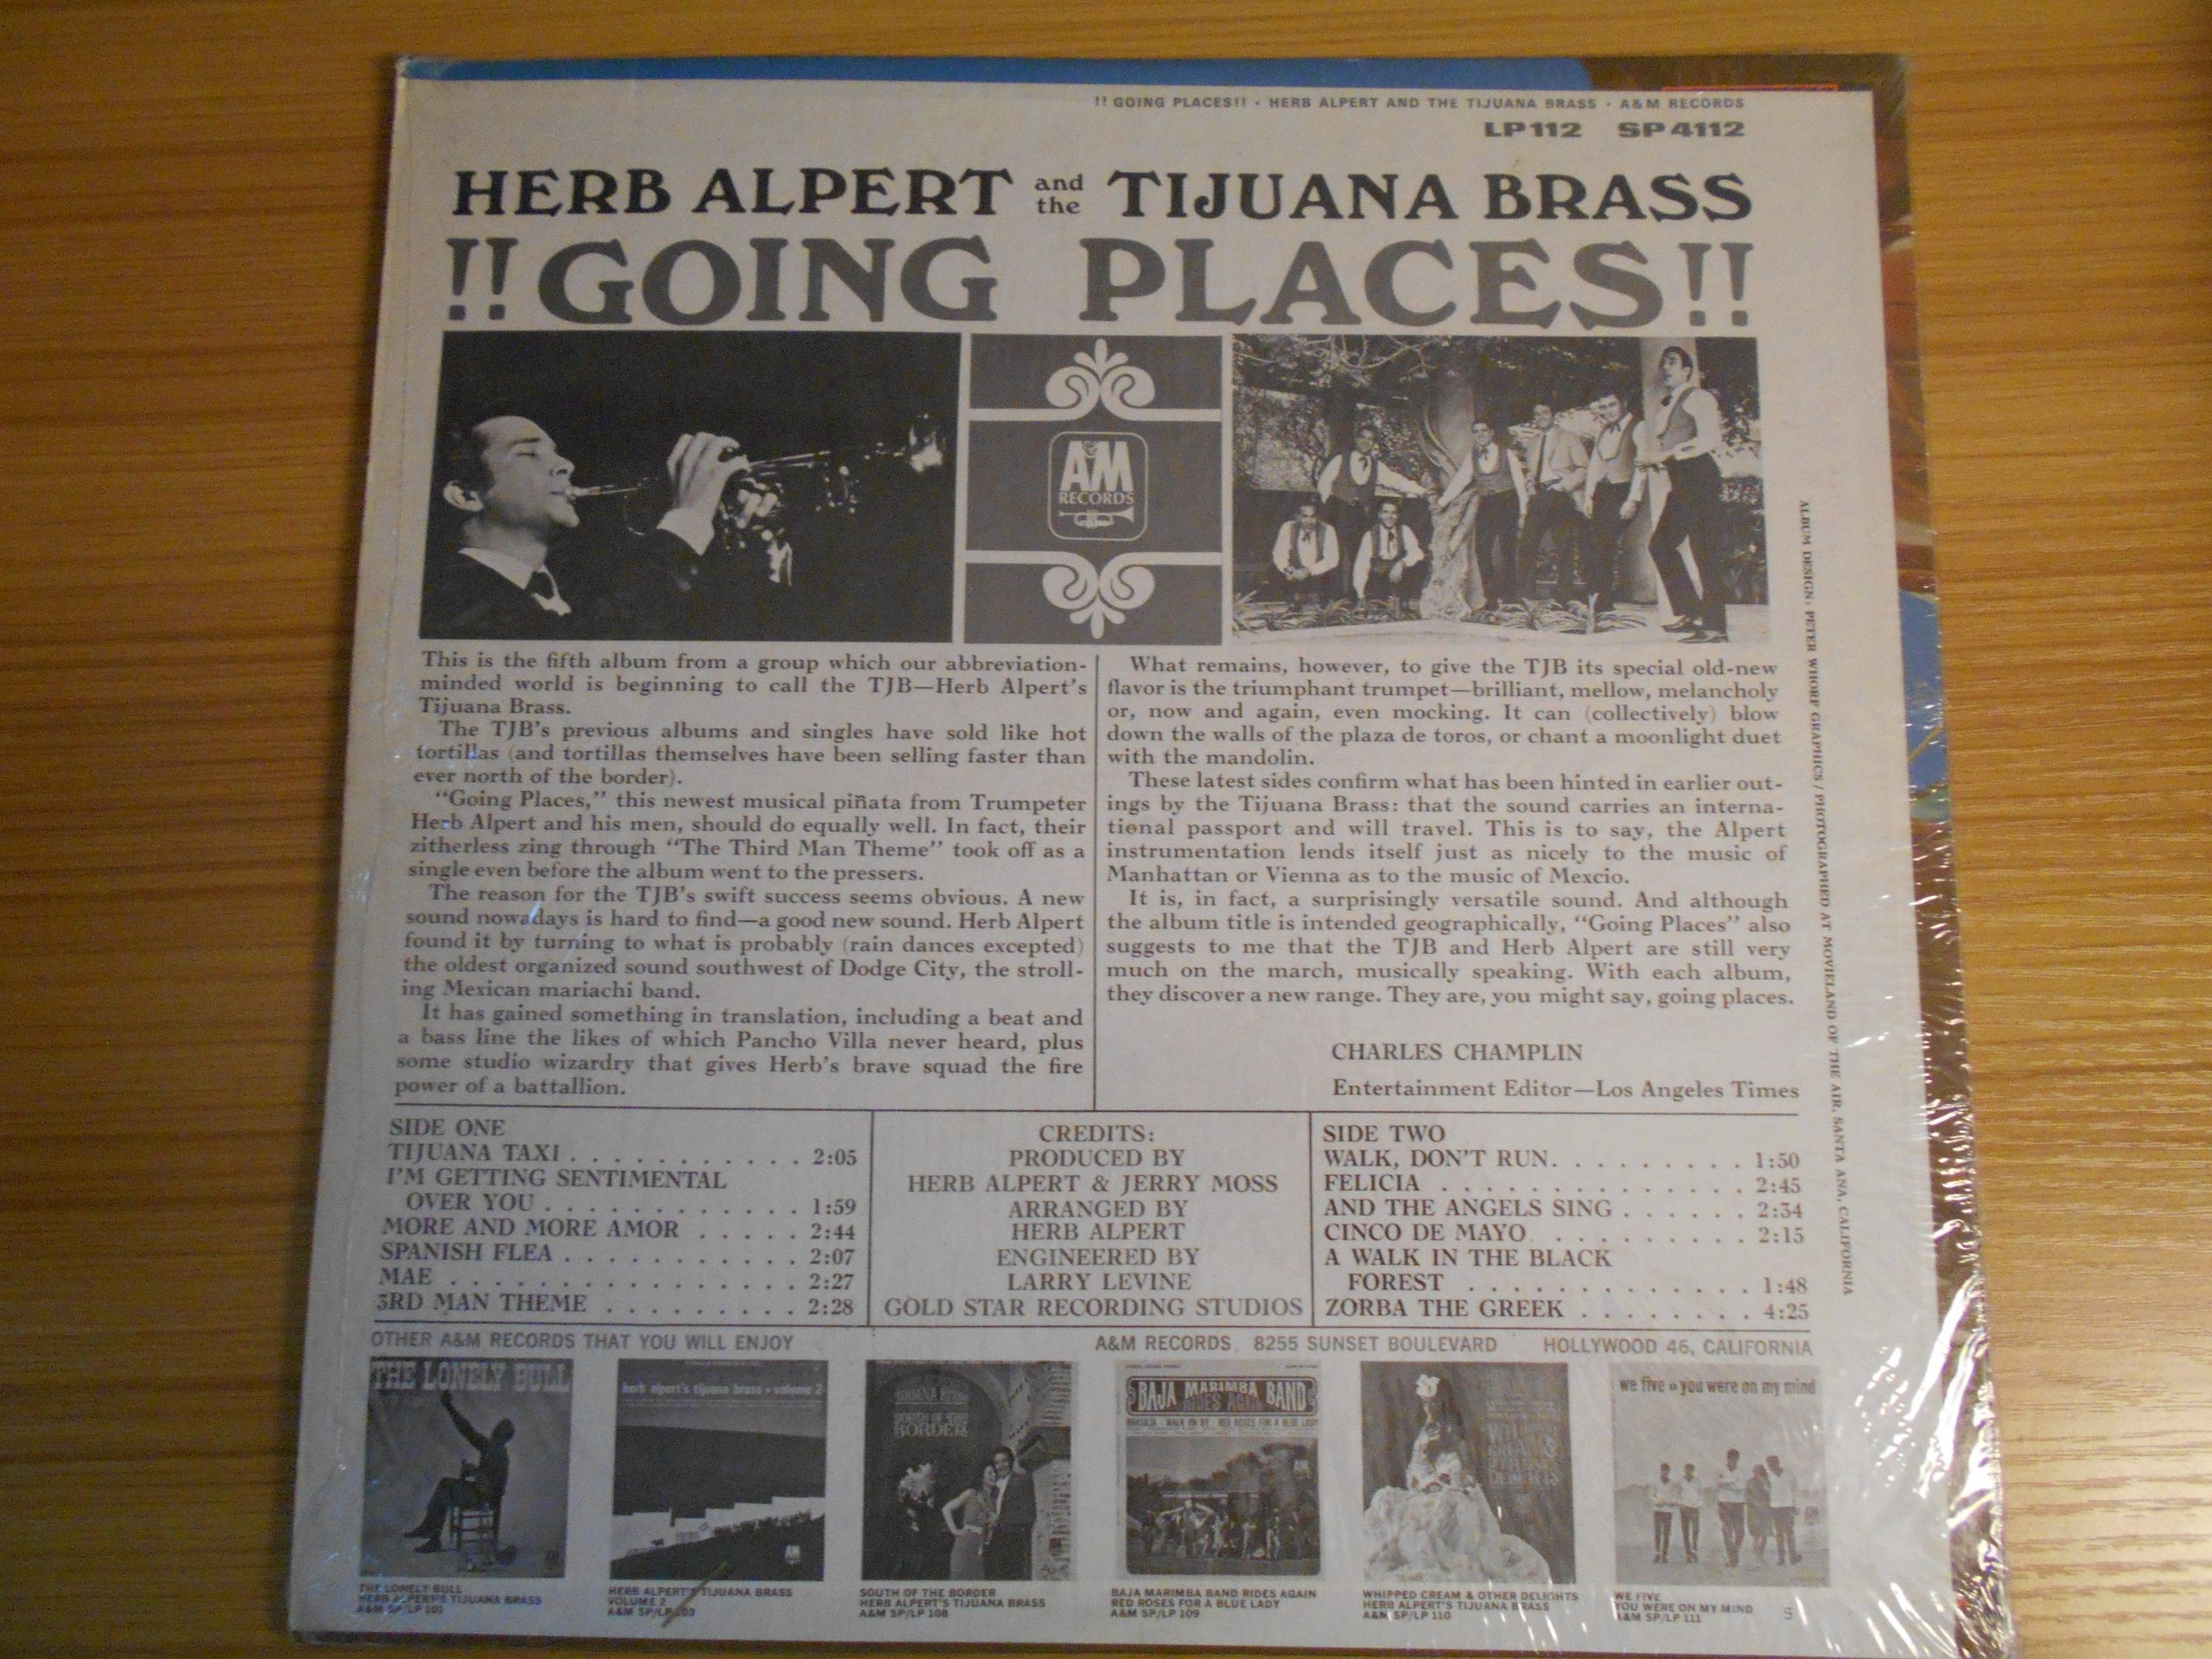 !! GOING PLACES!! • HERB ALPERT AND THE TIJUANA BRASS • A&M RECORDS
LP 112 SP 4112
HERB ALPERT and the TIJUANA BRASS
!!GOING PLACES!!
A&M
RECORDS
This is the fifth album from a group which our abbreviation-
minded world is beginning to call the TJB—Herb Alpert's
Tijuana Brass.
The TJB's previous albums and singles have sold like hot
tortillas (and tortillas themselves have been selling faster than
ever north of the border).
"Going Places," this newest musical piñata from Trumpeter
Herb Alpert and his men, should do equally well. In fact, their
zitherless zing through "The Third Man Theme" took off as a
single even before the album went to the pressers.
The reason for the TJB's swift success seems obvious. A new
sound nowadays is hard to find—a good new sound. Herb Alpert
found it by turning to what is probably (rain dances excepted)
the oldest organized sound southwest of Dodge City, the stroll-
ing Mexican mariachi band.
It has gained something in translation, including a beat and
a bass line the likes of which Pancho Villa never heard, plus
some studio wizardry that gives Herb's brave squad the fire
power of a battallion.
What remains, however, to give the TJB its special old-new
flavor is the triumphant trumpet—brilliant, mellow, melancholy
or, now and again, even mocking. It can (collectively) blow
down the walls of the plaza de toros, or chant a moonlight duet
with the mandolin.
These latest sides confirm what has been hinted in earlier out-
ings by the Tijuana Brass: that the sound carries an interna-
tional passport and will travel. This is to say, the Alpert
instrumentation lends itself just as nicely to the music of
Manhattan or Vienna as to the music of Mexcio.
It is, in fact, a surprisingly versatile sound. And although
the album title is intended geographically, "Going Places" also
suggests to me that the TJB and Herb Alpert are still very
much on the march, musically speaking. With each album,
they discover a new range. They are, you might say, going places.
CHARLES CHAMPLIN
Entertainment Editor—Los Angeles Times
ALBUM DESIGN: PETER WHORF GRAPHICS / PHOTOGRAPHED AT MOVIELAND OF THE AIR, SANTA ANA, CALIFORNIA
SIDE ONE
TIJUANA TAXI . . . . . . . . . . . 2:05
I'M GETTING SENTIMENTAL
OVER YOU . . . . . . . . . . . . 1:59
MORE AND MORE AMOR . . . . . 2:44
SPANISH FLEA . . . . . . . . . . . 2:07
MAE . . . . . . . . . . . . . . . . 2:27
3RD MAN THEME . . . . . . . . . 2:28
CREDITS:
PRODUCED BY
HERB ALPERT & JERRY MOSS
ARRANGED BY
HERB ALPERT
ENGINEERED BY
LARRY LEVINE
GOLD STAR RECORDING STUDIOS
SIDE TWO
WALK, DON'T RUN. . . . . . . . . 1:50
FELICIA . . . . . . . . . . . . . . 2:45
AND THE ANGELS SING . . . . . . 2:34
CINCO DE MAYO . . . . . . . . . 2:15
A WALK IN THE BLACK
FOREST . . . . . . . . . . . . . 1:48
ZORBA THE GREEK . . . . . . . . 4:25
OTHER A&M RECORDS THAT YOU WILL ENJOY
A&M RECORDS, 8255 SUNSET BOULEVARD HOLLYWOOD 46, CALIFORNIA
THE LONELY BULL
herb alpert's tijuana brass • volume 2
TIJUANA BRASS
SOUTH OF THE
BORDER
BAJA MARIMBA BAND
RIDES AGAIN
BRASILIA WALK ON BY RED ROSES FOR A BLUE LADY
WHIPPED
CREAM &
OTHER
DELIGHTS
we five • you were on my mind
THE LONELY BULL
HERB ALPERT'S TIJUANA BRASS
A&M SP/LP 101
HERB ALPERT'S TIJUANA BRASS
VOLUME 2
A&M SP/LP 103
SOUTH OF THE BORDER
HERB ALPERT'S TIJUANA BRASS
A&M SP/LP 108
BAJA MARIMBA BAND RIDES AGAIN
RED ROSES FOR A BLUE LADY
A&M SP/LP 109
WHIPPED CREAM & OTHER DELIGHTS
HERB ALPERT'S TIJUANA BRASS
A&M SP/LP 110
WE FIVE
YOU WERE ON MY MIND
A&M SP/LP 111
5